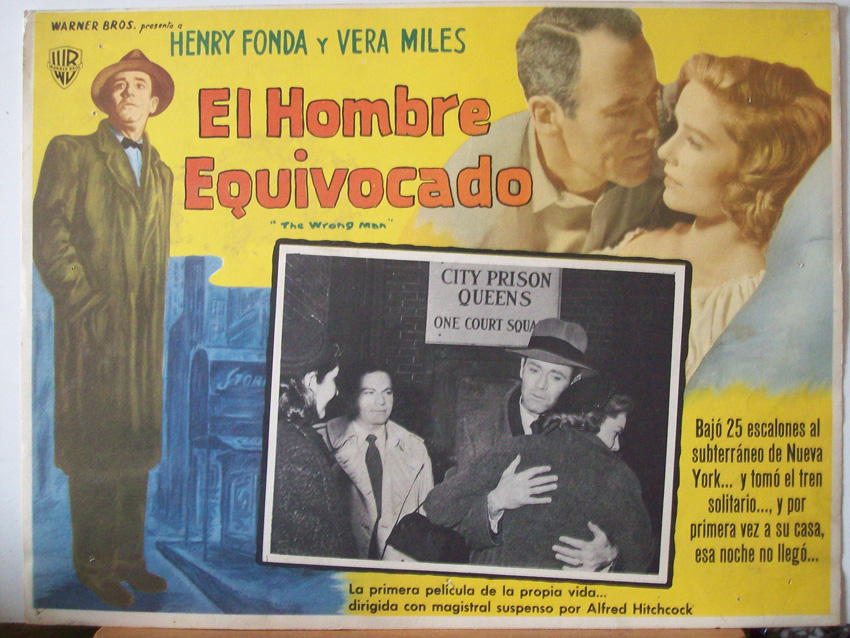 WARNER BROS. presenta a
HENRY FONDA Y VERA MILES
WB
El Hombre
Equivocado
"The Wrong Man"
CITY PRISON
QUEENS
ONE COURT SQUA
Bajó 25 escalones al
subterráneo de Nueva
York... y tomó el tren
solitario..., y por
primera vez a su casa,
esa noche no llegó...
La primera película de la propia vida...
dirigida con magistral suspenso por Alfred Hitchcock